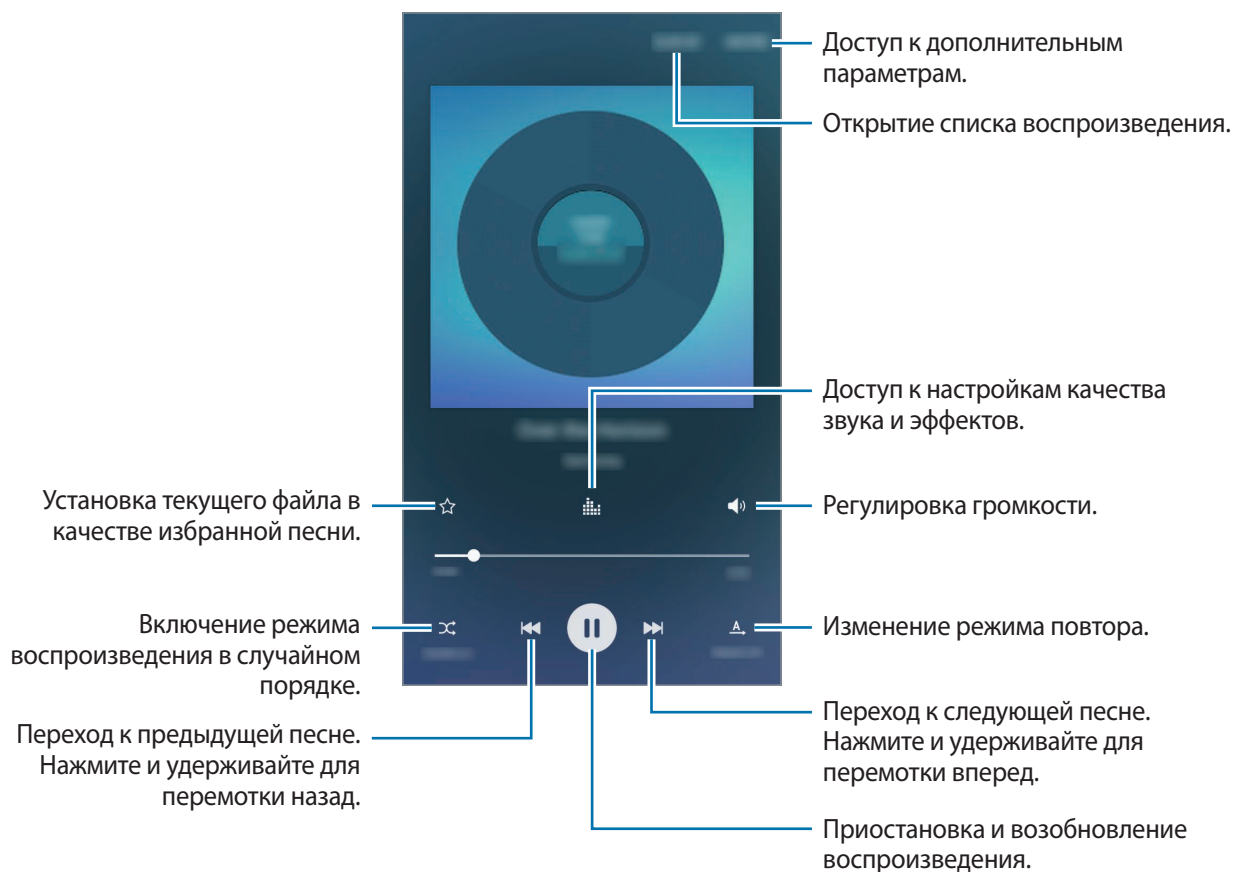 Доступ к дополнительным
параметрам.
Открытие списка воспроизведения.
Доступ к настройкам качества
звука и эффектов.
Установка текущего файла в
качестве избранной песни.
Регулировка громкости.
Включение режима
воспроизведения в случайном
порядке.
Изменение режима повтора.
A
Переход к предыдущей песне.
Нажмите и удерживайте для
перемотки назад.
Переход к следующей песне.
Нажмите и удерживайте для
перемотки вперед.
Приостановка и возобновление
воспроизведения.